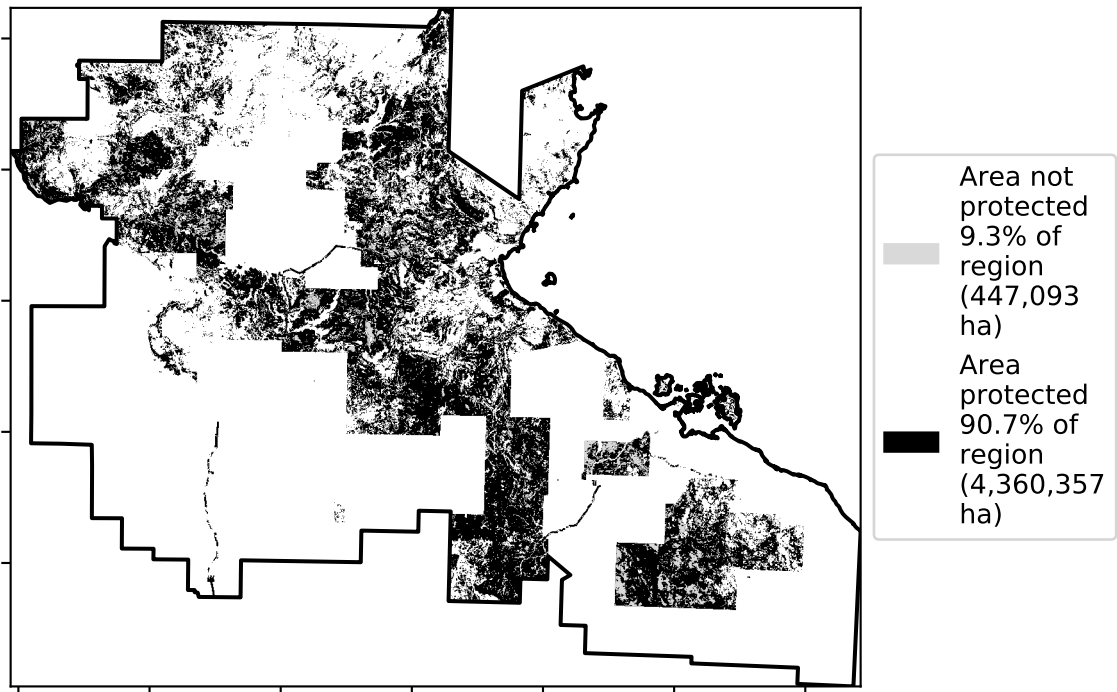 Area not
protected
9.3% of
region
(447,093
ha)
Area
protected
90.7% of
region
(4,360,357
ha)